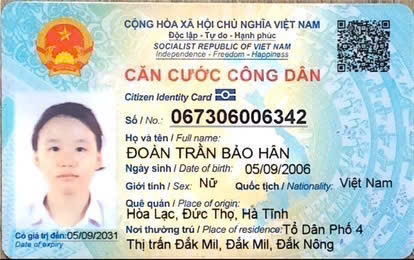 CỘNG HÒA XÃ HỘI CHỦ NGHĨA VIỆT NAM
Độc lập - Tự do - Hạnh phúc
SOCIALIST REPUBLIC OF VIET NAM
Independence - Freedom - Happiness
CĂN CƯỚC CÔNG DÂN
Citizen Identity Card
Số / No.: 067306006342
Họ và tên / Full name:
ĐOÀN TRẦN BẢO HÂN
Ngày sinh / Date of birth: 05/09/2006
Giới tính / Sex: Nữ Quốc tịch / Nationality: Việt Nam
Quê quán / Place of origin:
Hòa Lạc, Đức Thọ, Hà Tĩnh
Nơi thường trú / Place of residence: Tổ Dân Phố 4
Thị trấn Đắk Mil, Đắk Mil, Đắk Nông
Có giá trị đến: 05/09/2031
Date of expiry